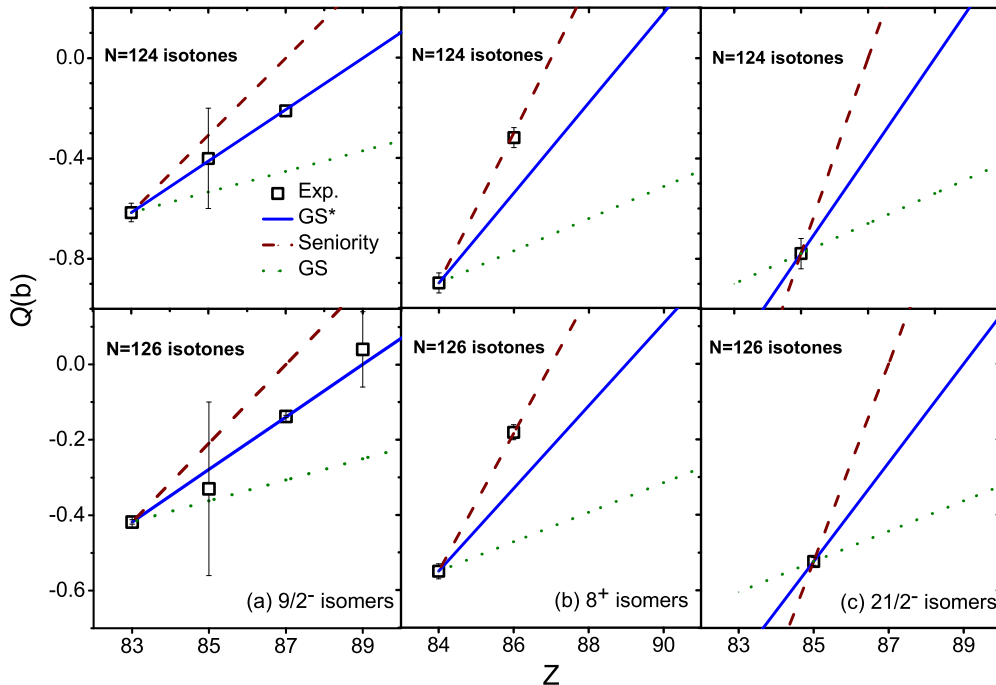 N=124 isotones
N=124 isotones
N=124 isotones
0.0
-0.4
-0.8
Exp.
GS*
Seniority
GS
Q(b)
N=126 isotones
N=126 isotones
N=126 isotones
0.0
-0.2
-0.4
-0.6
(a) 9/2⁻ isomers
(b) 8⁺ isomers
(c) 21/2⁻ isomers
83 85 87 89
84 86 88 90
83 85 87 89
Z